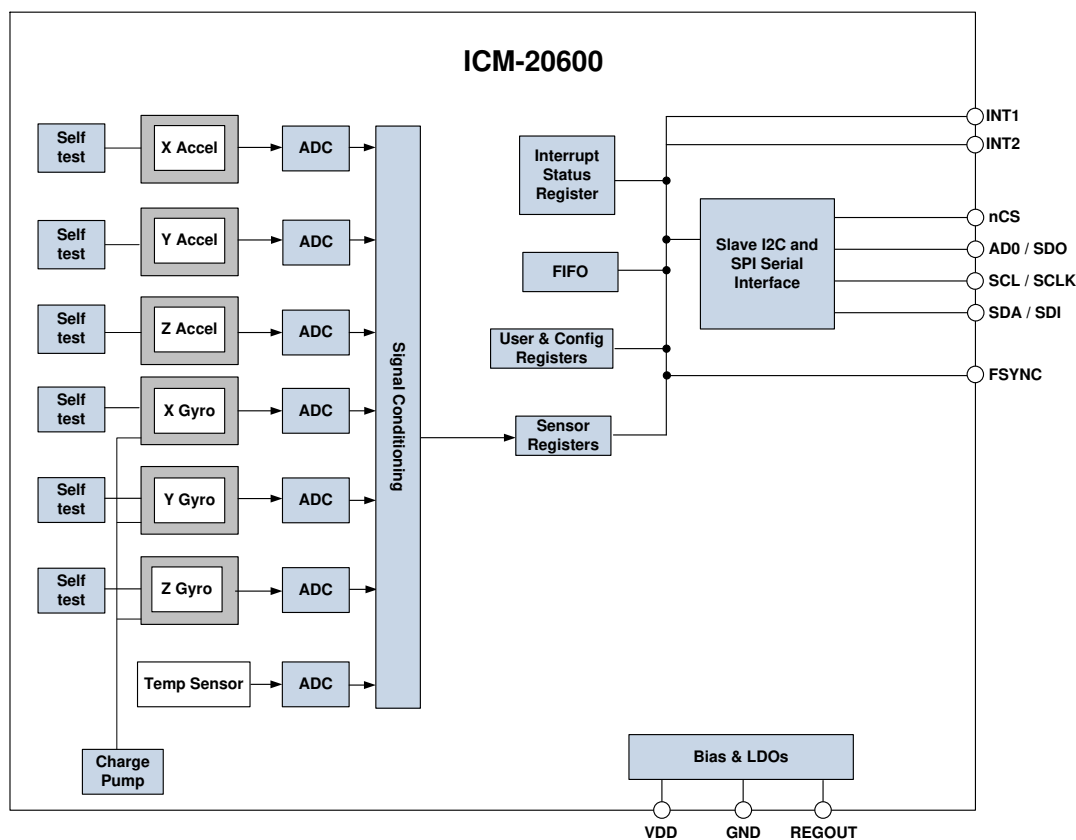 ICM-20600
Self
test
X Accel
ADC
Self
test
Y Accel
ADC
Self
test
Z Accel
ADC
Self
test
X Gyro
ADC
Self
test
Y Gyro
ADC
Self
test
Z Gyro
ADC
Temp Sensor
ADC
Charge
Pump
Signal Conditioning
Interrupt
Status
Register
FIFO
User & Config
Registers
Sensor
Registers
Slave I2C and
SPI Serial
Interface
INT1
INT2
nCS
AD0 / SDO
SCL / SCLK
SDA / SDI
FSYNC
Bias & LDOs
VDD
GND
REGOUT